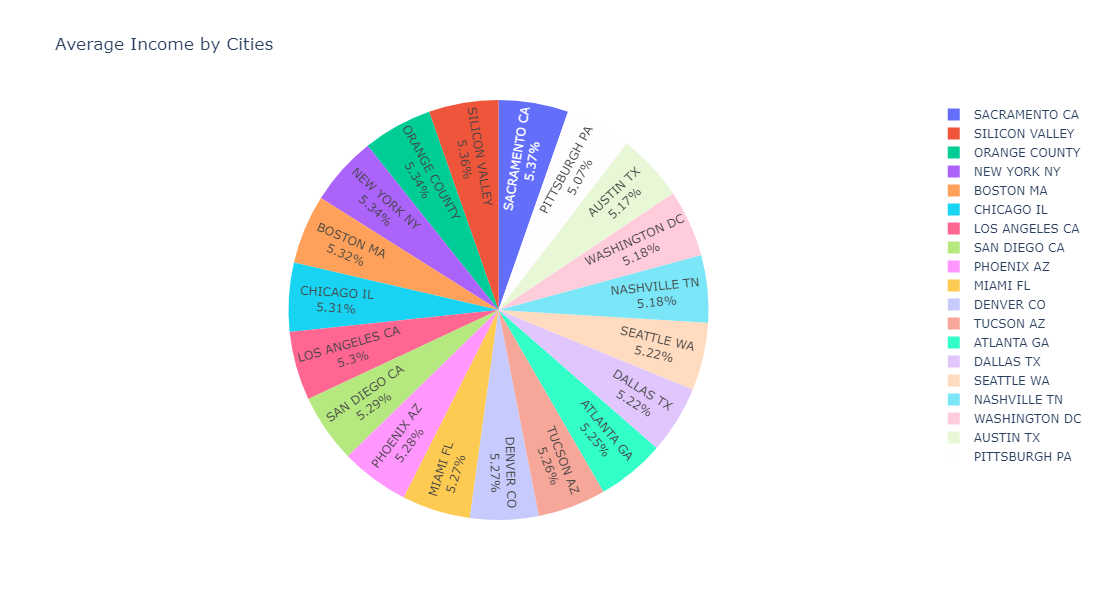 Average Income by Cities
SACRAMENTO CA
5.37%
SILICON VALLEY
5.36%
ORANGE COUNTY
5.34%
NEW YORK NY
5.34%
BOSTON MA
5.32%
CHICAGO IL
5.31%
LOS ANGELES CA
5.3%
SAN DIEGO CA
5.29%
PHOENIX AZ
5.28%
MIAMI FL
5.27%
DENVER CO
5.27%
TUCSON AZ
5.26%
ATLANTA GA
5.25%
DALLAS TX
5.22%
SEATTLE WA
5.22%
NASHVILLE TN
5.18%
WASHINGTON DC
5.18%
AUSTIN TX
5.17%
PITTSBURGH PA
5.07%
SACRAMENTO CA
SILICON VALLEY
ORANGE COUNTY
NEW YORK NY
BOSTON MA
CHICAGO IL
LOS ANGELES CA
SAN DIEGO CA
PHOENIX AZ
MIAMI FL
DENVER CO
TUCSON AZ
ATLANTA GA
DALLAS TX
SEATTLE WA
NASHVILLE TN
WASHINGTON DC
AUSTIN TX
PITTSBURGH PA